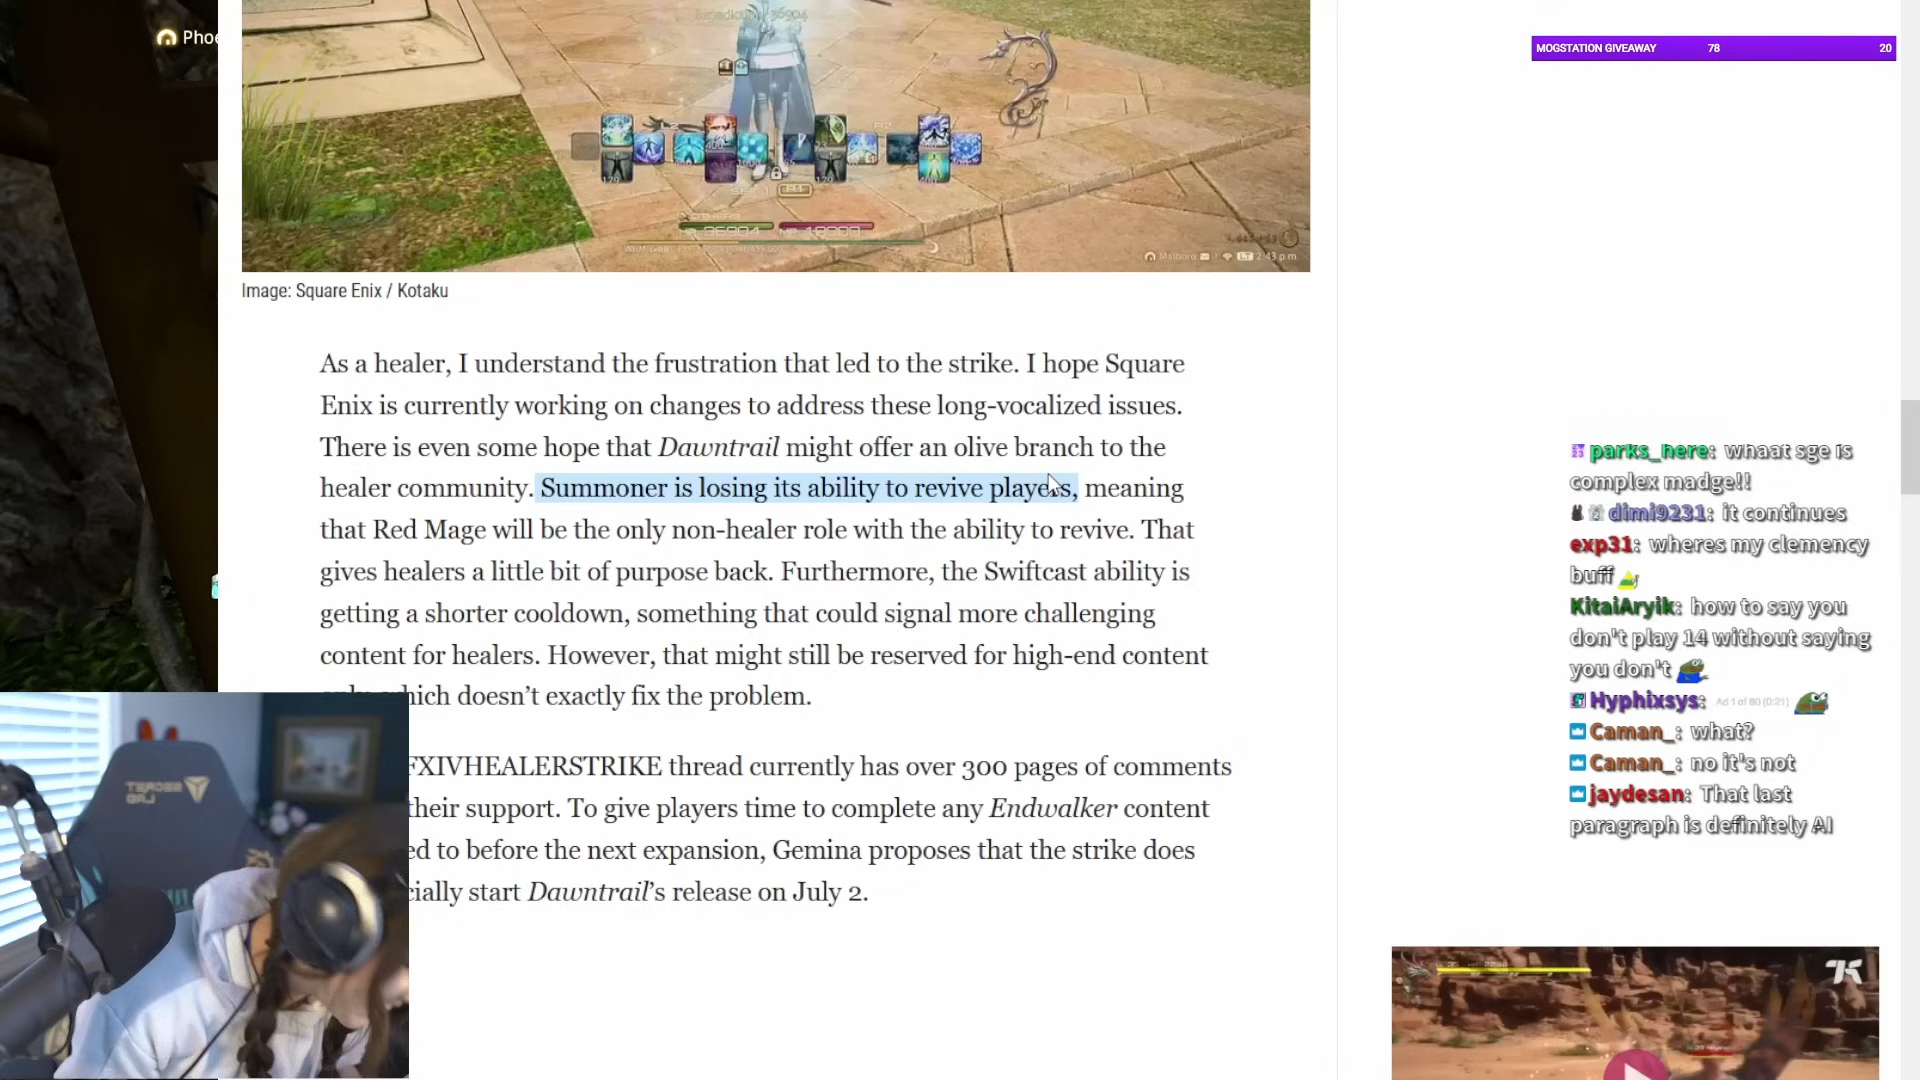 Phoe
MOGSTATION GIVEAWAY 78 20
Benediction 36904
36904
2:43 p.m.
Image: Square Enix / Kotaku
As a healer, I understand the frustration that led to the strike. I hope Square
Enix is currently working on changes to address these long-vocalized issues.
There is even some hope that Dawntrail might offer an olive branch to the
healer community. Summoner is losing its ability to revive players, meaning
that Red Mage will be the only non-healer role with the ability to revive. That
gives healers a little bit of purpose back. Furthermore, the Swiftcast ability is
getting a shorter cooldown, something that could signal more challenging
content for healers. However, that might still be reserved for high-end content
which doesn’t exactly fix the problem.
FXIVHEALERSTRIKE thread currently has over 300 pages of comments
their support. To give players time to complete any Endwalker content
ed to before the next expansion, Gemina proposes that the strike does
cially start Dawntrail’s release on July 2.
parks_here: whaat sge is
complex madge!!
dimi9231: it continues
exp31: wheres my clemency
buff
KitaiAryik: how to say you
don't play 14 without saying
you don't
Hyphixsys: Ad 1 of 80 (0:21)
Caman_: what?
Caman_: no it's not
jaydesan: That last
paragraph is definitely AI
SECRET
LAB